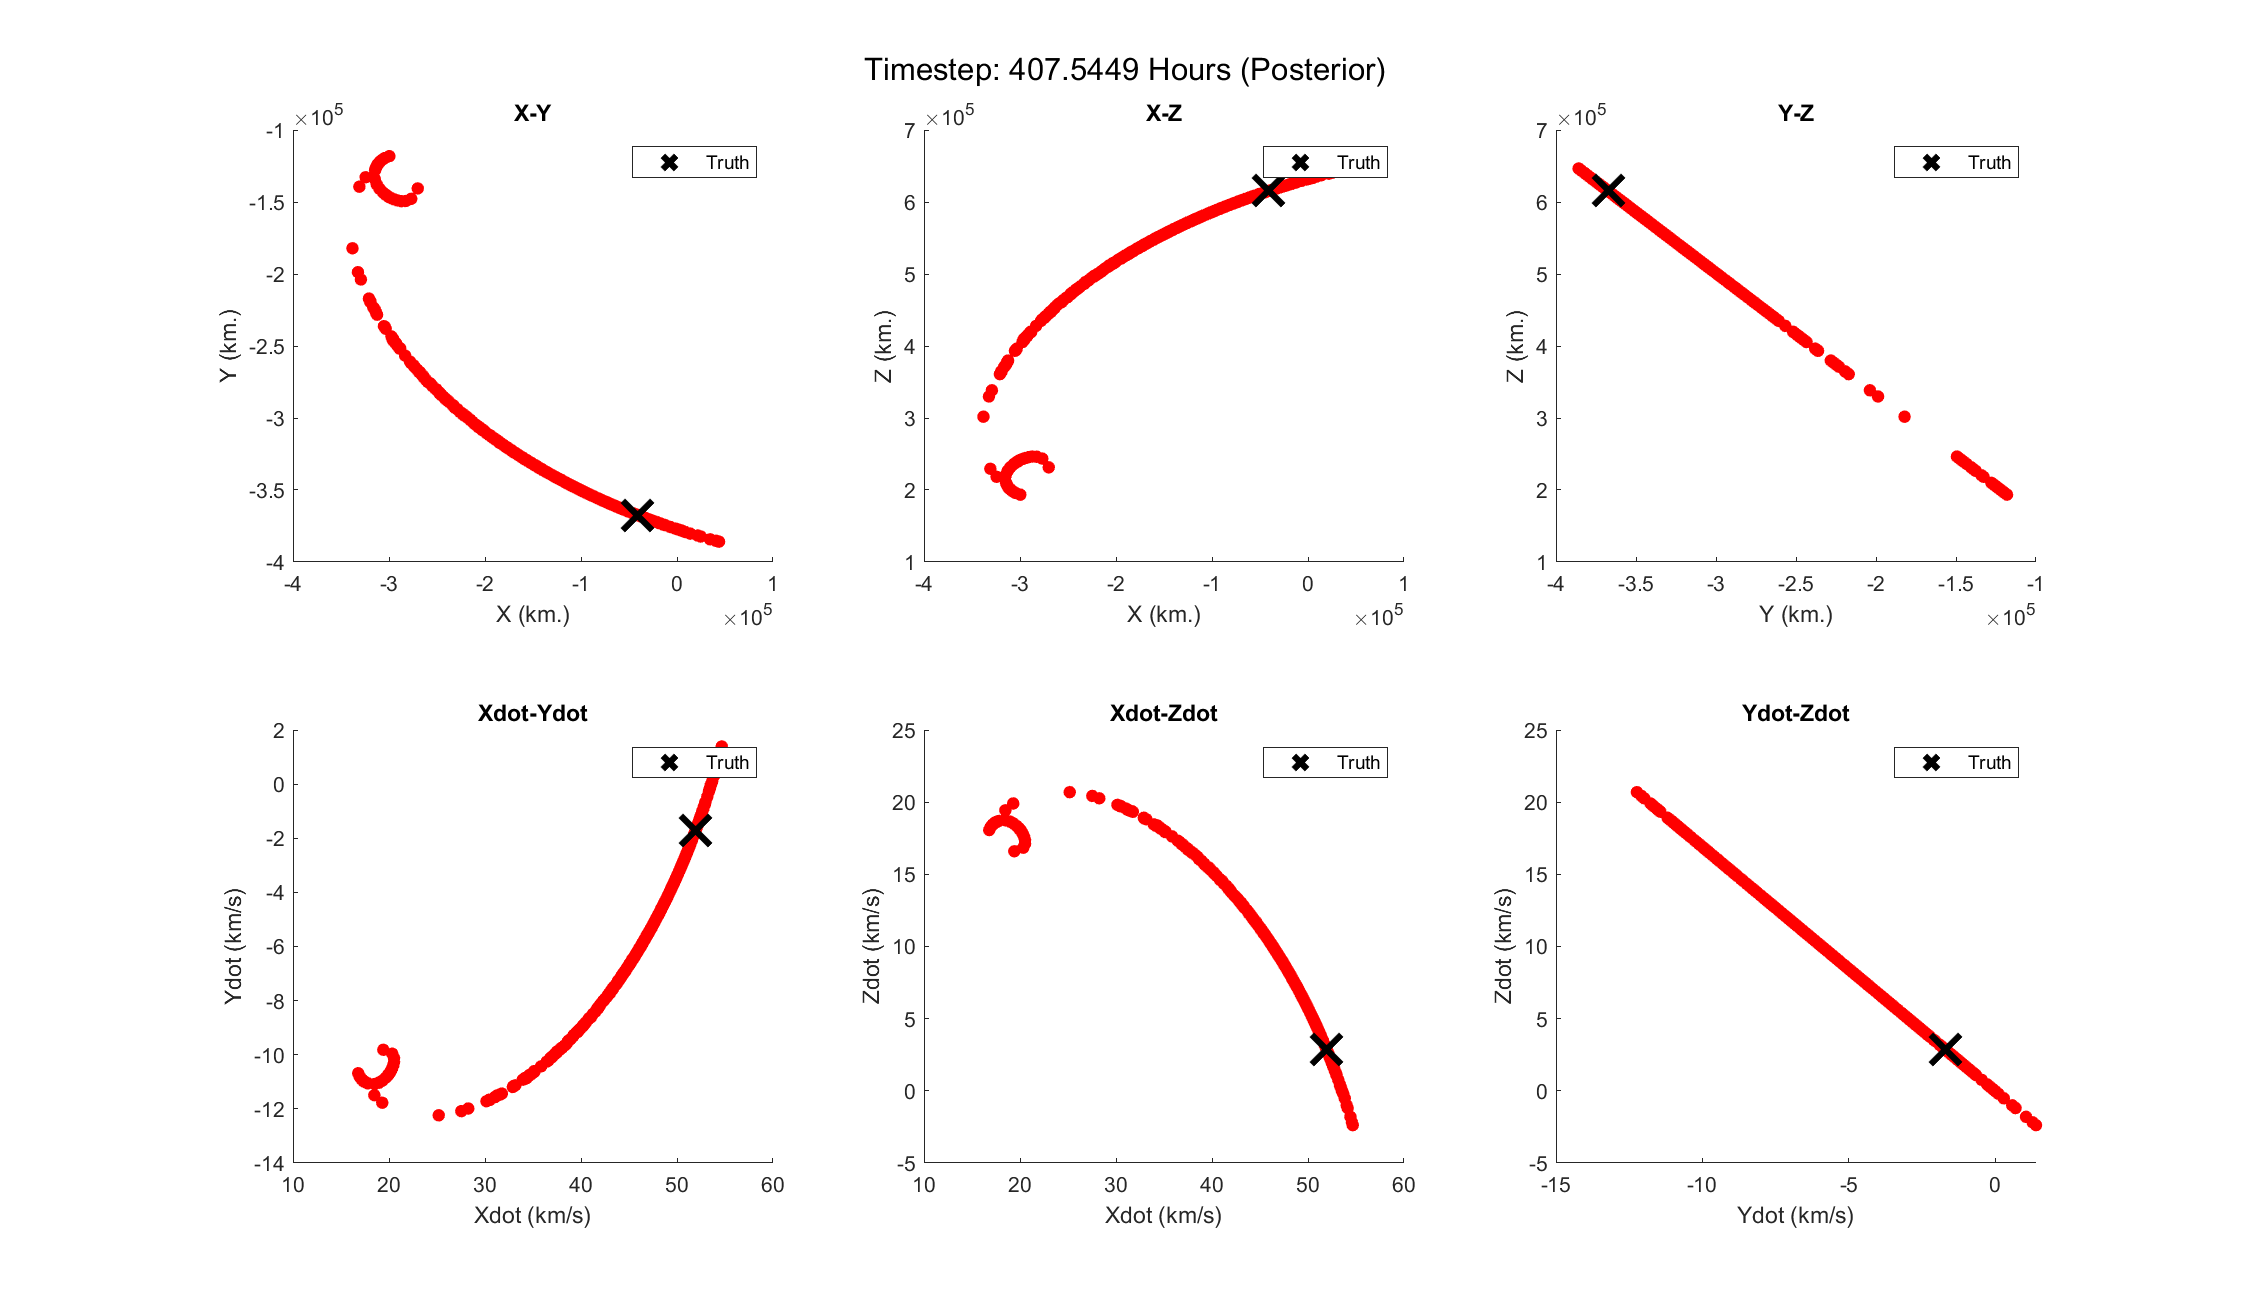 Timestep: 407.5449 Hours (Posterior)
X-Y
×10^5
-1
-1.5
-2
-2.5
-3
-3.5
-4
Y (km.)
-4 -3 -2 -1 0 1
X (km.)
×10^5
Truth
X-Z
×10^5
7
6
5
4
3
2
1
Z (km.)
-4 -3 -2 -1 0 1
X (km.)
×10^5
Truth
Y-Z
×10^5
7
6
5
4
3
2
1
Z (km.)
-4 -3.5 -3 -2.5 -2 -1.5 -1
Y (km.)
×10^5
Truth
Xdot-Ydot
2
0
-2
-4
-6
-8
-10
-12
-14
Ydot (km/s)
10 20 30 40 50 60
Xdot (km/s)
Truth
Xdot-Zdot
25
20
15
10
5
0
-5
Zdot (km/s)
10 20 30 40 50 60
Xdot (km/s)
Truth
Ydot-Zdot
25
20
15
10
5
0
-5
Zdot (km/s)
-15 -10 -5 0
Ydot (km/s)
Truth